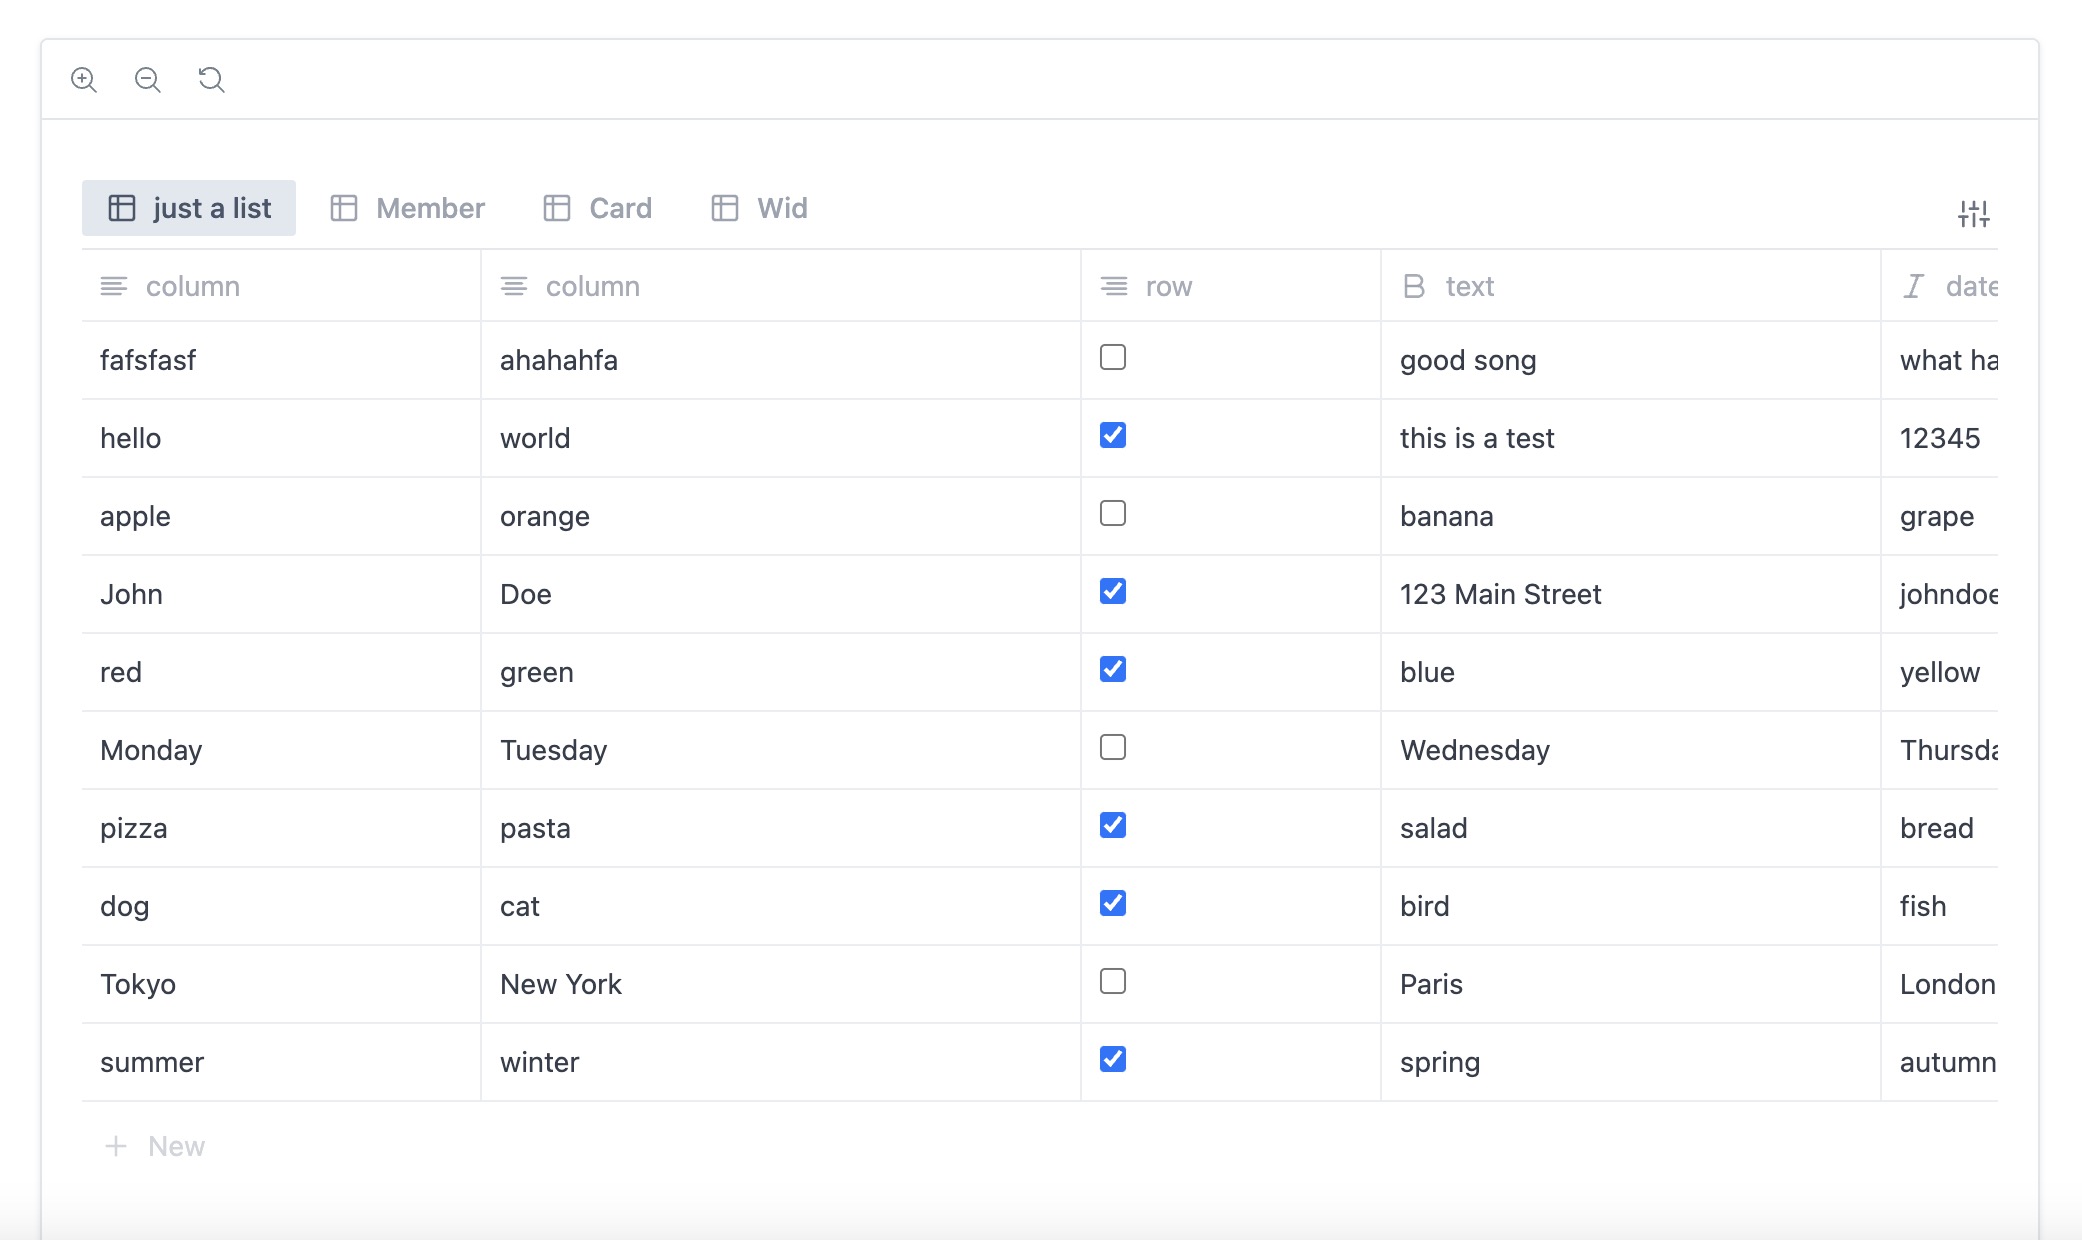 just a list Member Card Wid
column column row text date
fafsfasf ahahahfa good song what ha
hello world this is a test 12345
apple orange banana grape
John Doe 123 Main Street johndoe
red green blue yellow
Monday Tuesday Wednesday Thursda
pizza pasta salad bread
dog cat bird fish
Tokyo New York Paris London
summer winter spring autumn
+ New